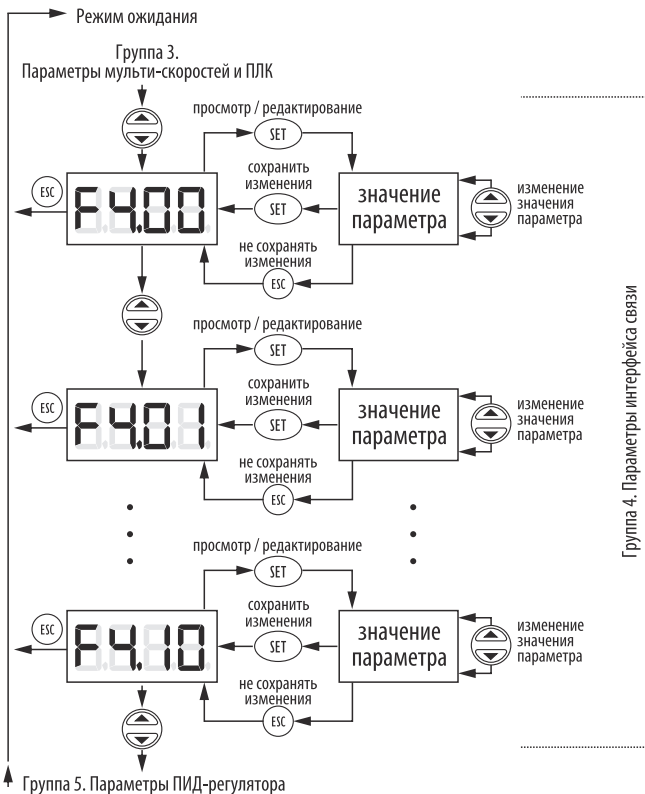 Режим ожидания
Группа 3.
Параметры мульти-скоростей и ПЛК
просмотр / редактирование
SET
ESC
F4.00
сохранить
изменения
SET
не сохранять
изменения
ESC
значение
параметра
изменение
значения
параметра
просмотр / редактирование
SET
ESC
F4.01
сохранить
изменения
SET
не сохранять
изменения
ESC
значение
параметра
изменение
значения
параметра
просмотр / редактирование
SET
ESC
F4.10
сохранить
изменения
SET
не сохранять
изменения
ESC
значение
параметра
изменение
значения
параметра
Группа 4. Параметры интерфейса связи
Группа 5. Параметры ПИД-регулятора